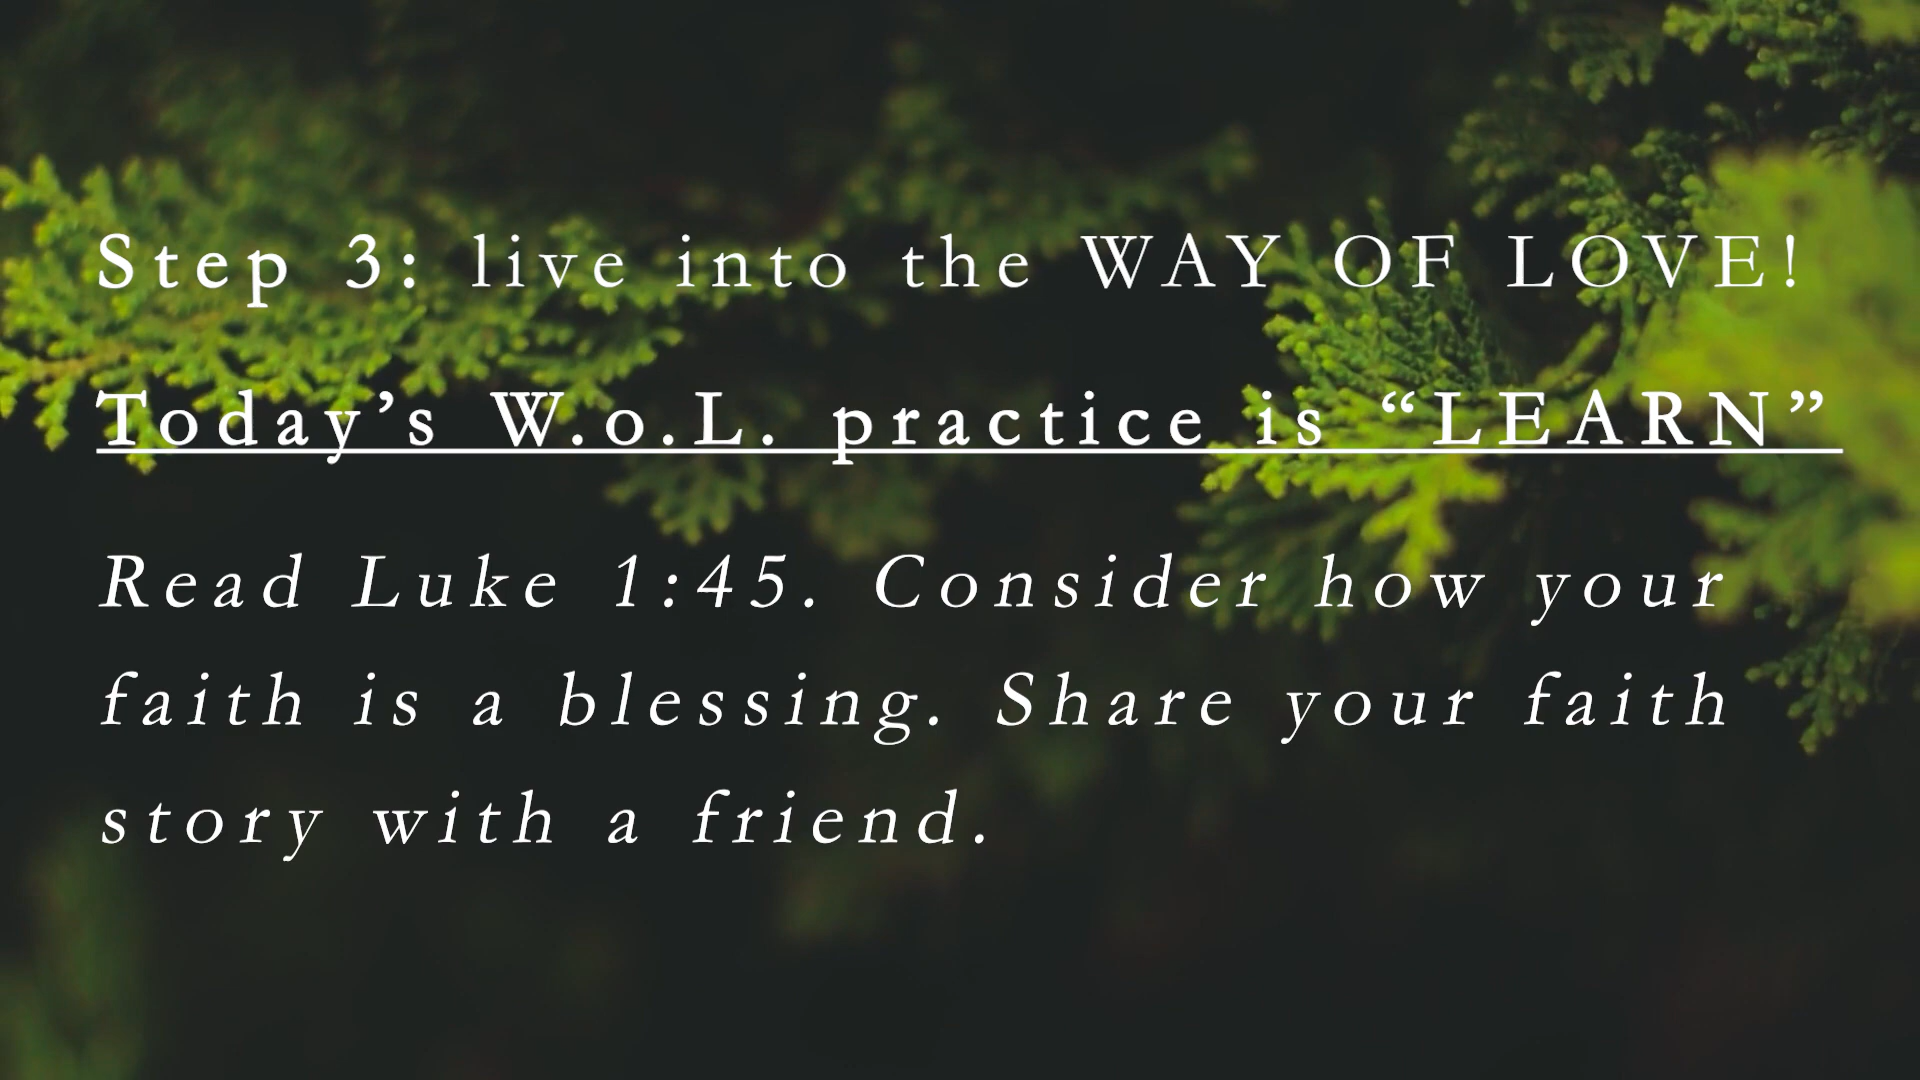 Step 3: live into the WAY OF LOVE!
Today’s W.o.L. practice is “LEARN”
Read Luke 1:45. Consider how your
faith is a blessing. Share your faith
story with a friend.